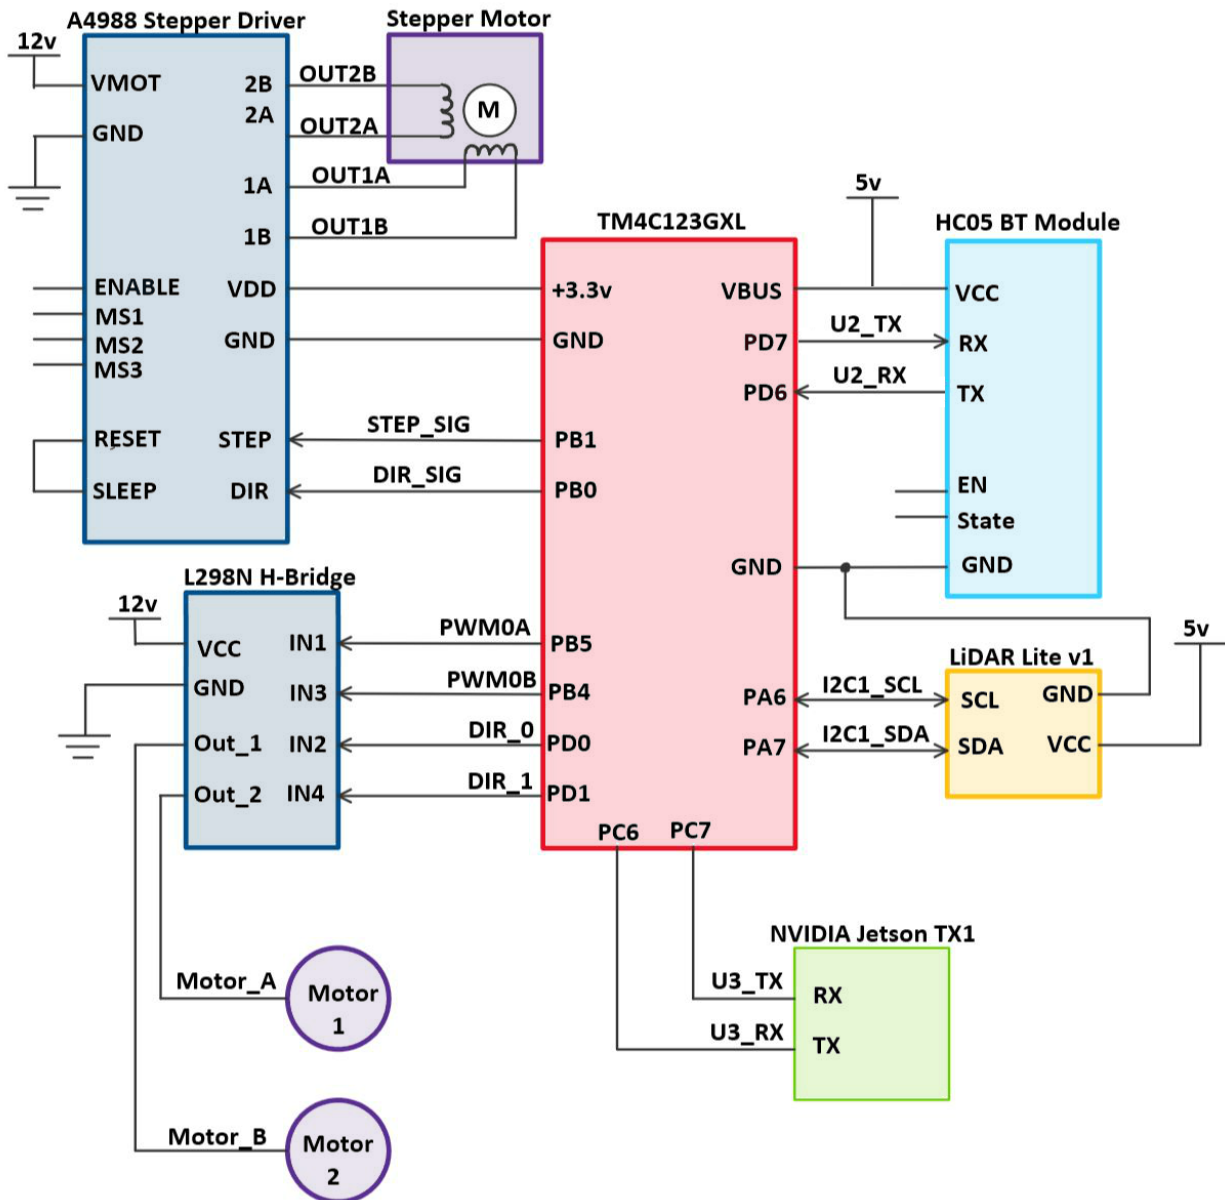 A4988 Stepper Driver
Stepper Motor
12v
VMOT
2B
OUT2B
M
2A
GND
OUT2A
1A
OUT1A
1B
OUT1B
5v
TM4C123GXL
HC05 BT Module
ENABLE
VDD
+3.3v
VBUS
VCC
MS1
MS2
GND
GND
PD7
U2_TX
RX
MS3
PD6
U2_RX
TX
RESET
STEP
STEP_SIG
PB1
SLEEP
DIR
DIR_SIG
PB0
EN
State
GND
GND
L298N H-Bridge
12v
VCC
IN1
PWM0A
PB5
5v
LiDAR Lite v1
GND
IN3
PWM0B
PB4
PA6
I2C1_SCL
SCL
GND
Out_1
IN2
DIR_0
PD0
PA7
I2C1_SDA
SDA
VCC
Out_2
IN4
DIR_1
PD1
PC6
PC7
NVIDIA Jetson TX1
Motor_A
Motor
1
U3_TX
RX
U3_RX
TX
Motor_B
Motor
2